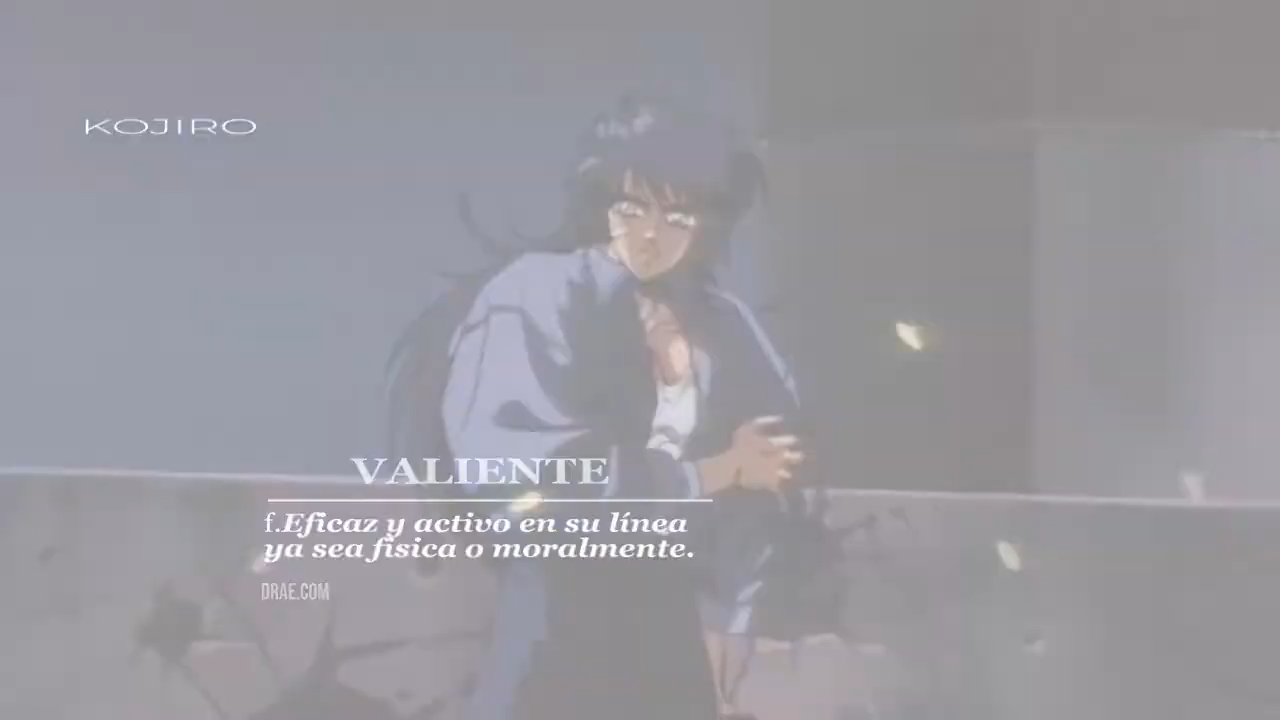 KOJIRO
VALIENTE
f.Eficaz y activo en su línea
ya sea física o moralmente.
DRAE.COM